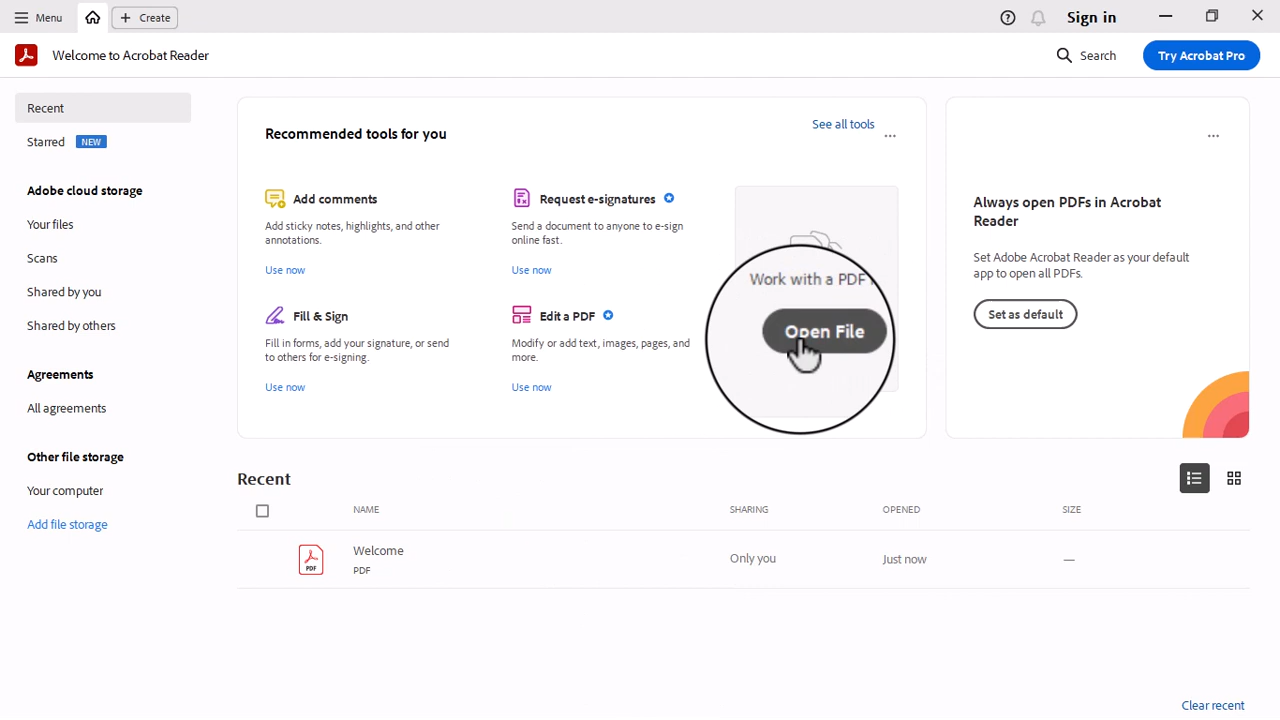 Menu
Create
Sign in
Welcome to Acrobat Reader
Search
Try Acrobat Pro
Recent
Starred NEW
Adobe cloud storage
Your files
Scans
Shared by you
Shared by others
Agreements
All agreements
Other file storage
Your computer
Add file storage
Recommended tools for you
See all tools
Add comments
Add sticky notes, highlights, and other
annotations.
Use now
Request e-signatures
Send a document to anyone to e-sign
online fast.
Use now
Fill & Sign
Fill in forms, add your signature, or send
to others for e-signing.
Use now
Edit a PDF
Modify or add text, images, pages, and
more.
Use now
Work with a PDF
Open File
Always open PDFs in Acrobat
Reader
Set Adobe Acrobat Reader as your default
app to open all PDFs.
Set as default
Recent
NAME SHARING OPENED SIZE
PDF
Welcome
PDF
Only you
Just now
—
Clear recent